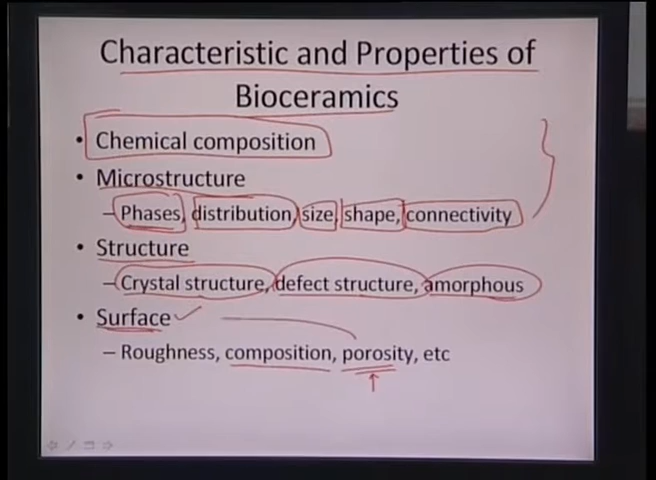 Characteristic and Properties of
Bioceramics
• Chemical composition
• Microstructure
– Phases, distribution, size, shape, connectivity
• Structure
– Crystal structure, defect structure, amorphous
• Surface
– Roughness, composition, porosity, etc